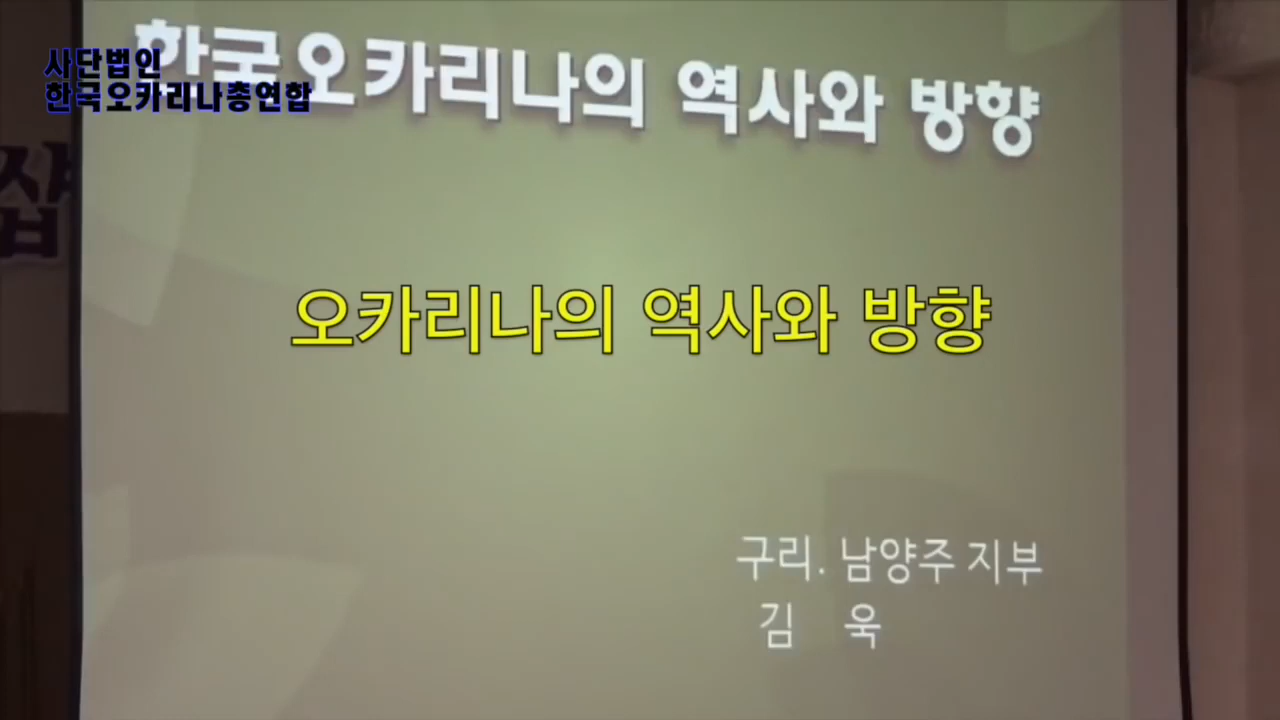 사단법인
한국오카리나총연합
한국오카리나의 역사와 방향
오카리나의 역사와 방향
구리. 남양주 지부
김 욱